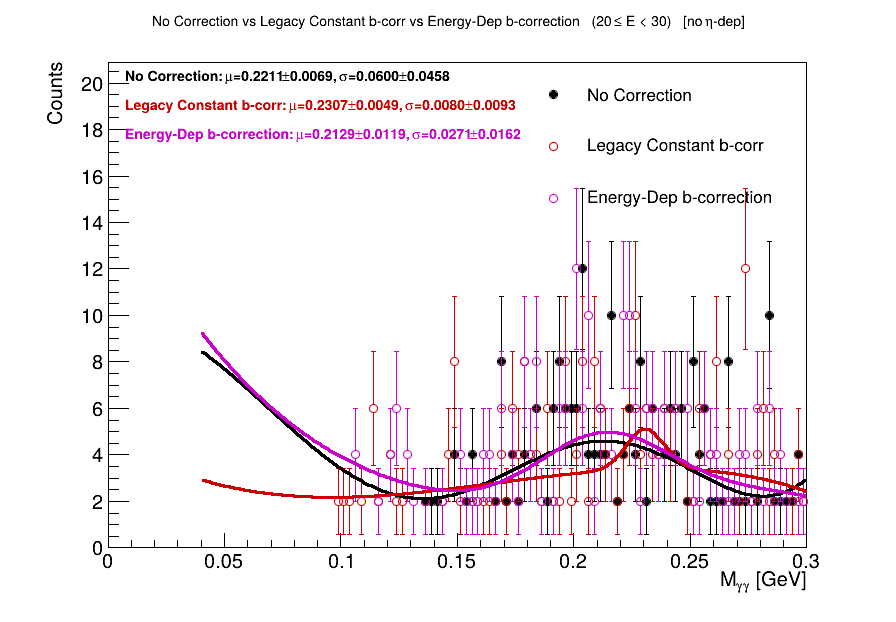 No Correction vs Legacy Constant b-corr vs Energy-Dep b-correction (20 ≤ E < 30) [no η-dep]
Counts
No Correction: μ=0.2211±0.0069, σ=0.0600±0.0458
Legacy Constant b-corr: μ=0.2307±0.0049, σ=0.0080±0.0093
Energy-Dep b-correction: μ=0.2129±0.0119, σ=0.0271±0.0162
No Correction
Legacy Constant b-corr
Energy-Dep b-correction
20
18
16
14
12
10
8
6
4
2
0
0 0.05 0.1 0.15 0.2 0.25 0.3
Mγγ [GeV]